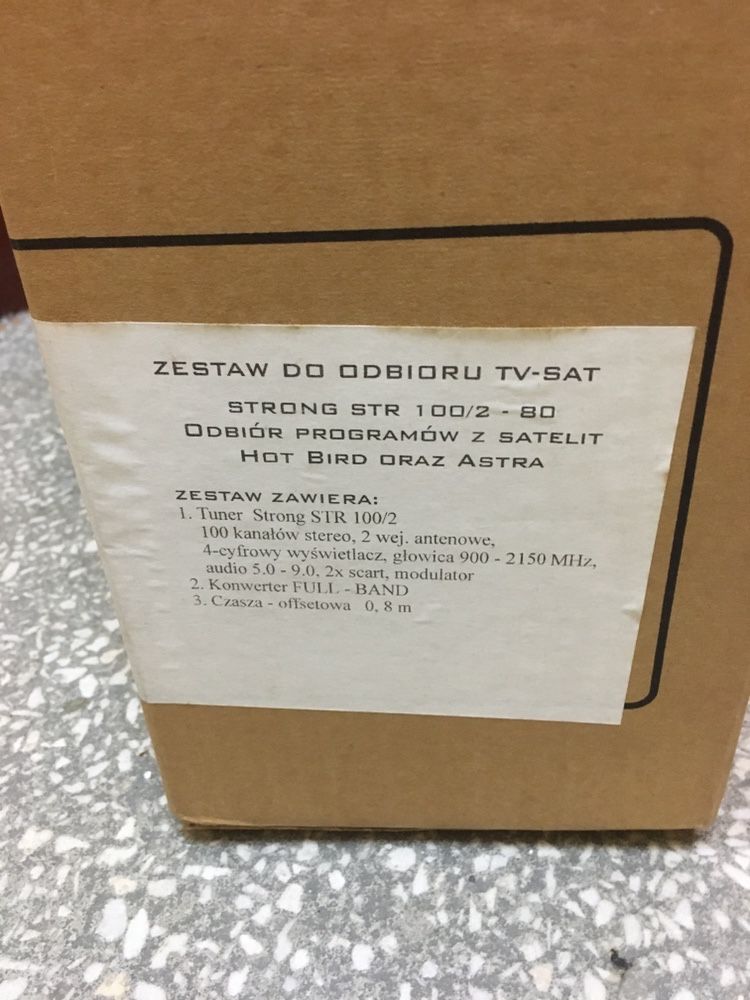 ZESTAW DO ODBIORU TV-SAT
STRONG STR 100/2 - 80
ODBIÓR PROGRAMÓW Z SATELIT
HOT BIRD ORAZ ASTRA
ZESTAW ZAWIERA:
1. Tuner Strong STR 100/2
100 kanałów stereo, 2 wej. antenowe,
4-cyfrowy wyświetlacz, głowica 900 - 2150 MHz,
audio 5.0 - 9.0, 2x scart, modulator
2. Konwerter FULL - BAND
3. Czasza - offsetowa 0, 8 m